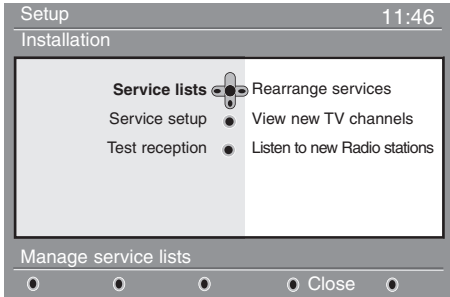 Setup 11:46
Installation
Service lists Rearrange services
Service setup View new TV channels
Test reception Listen to new Radio stations
Manage service lists
Close